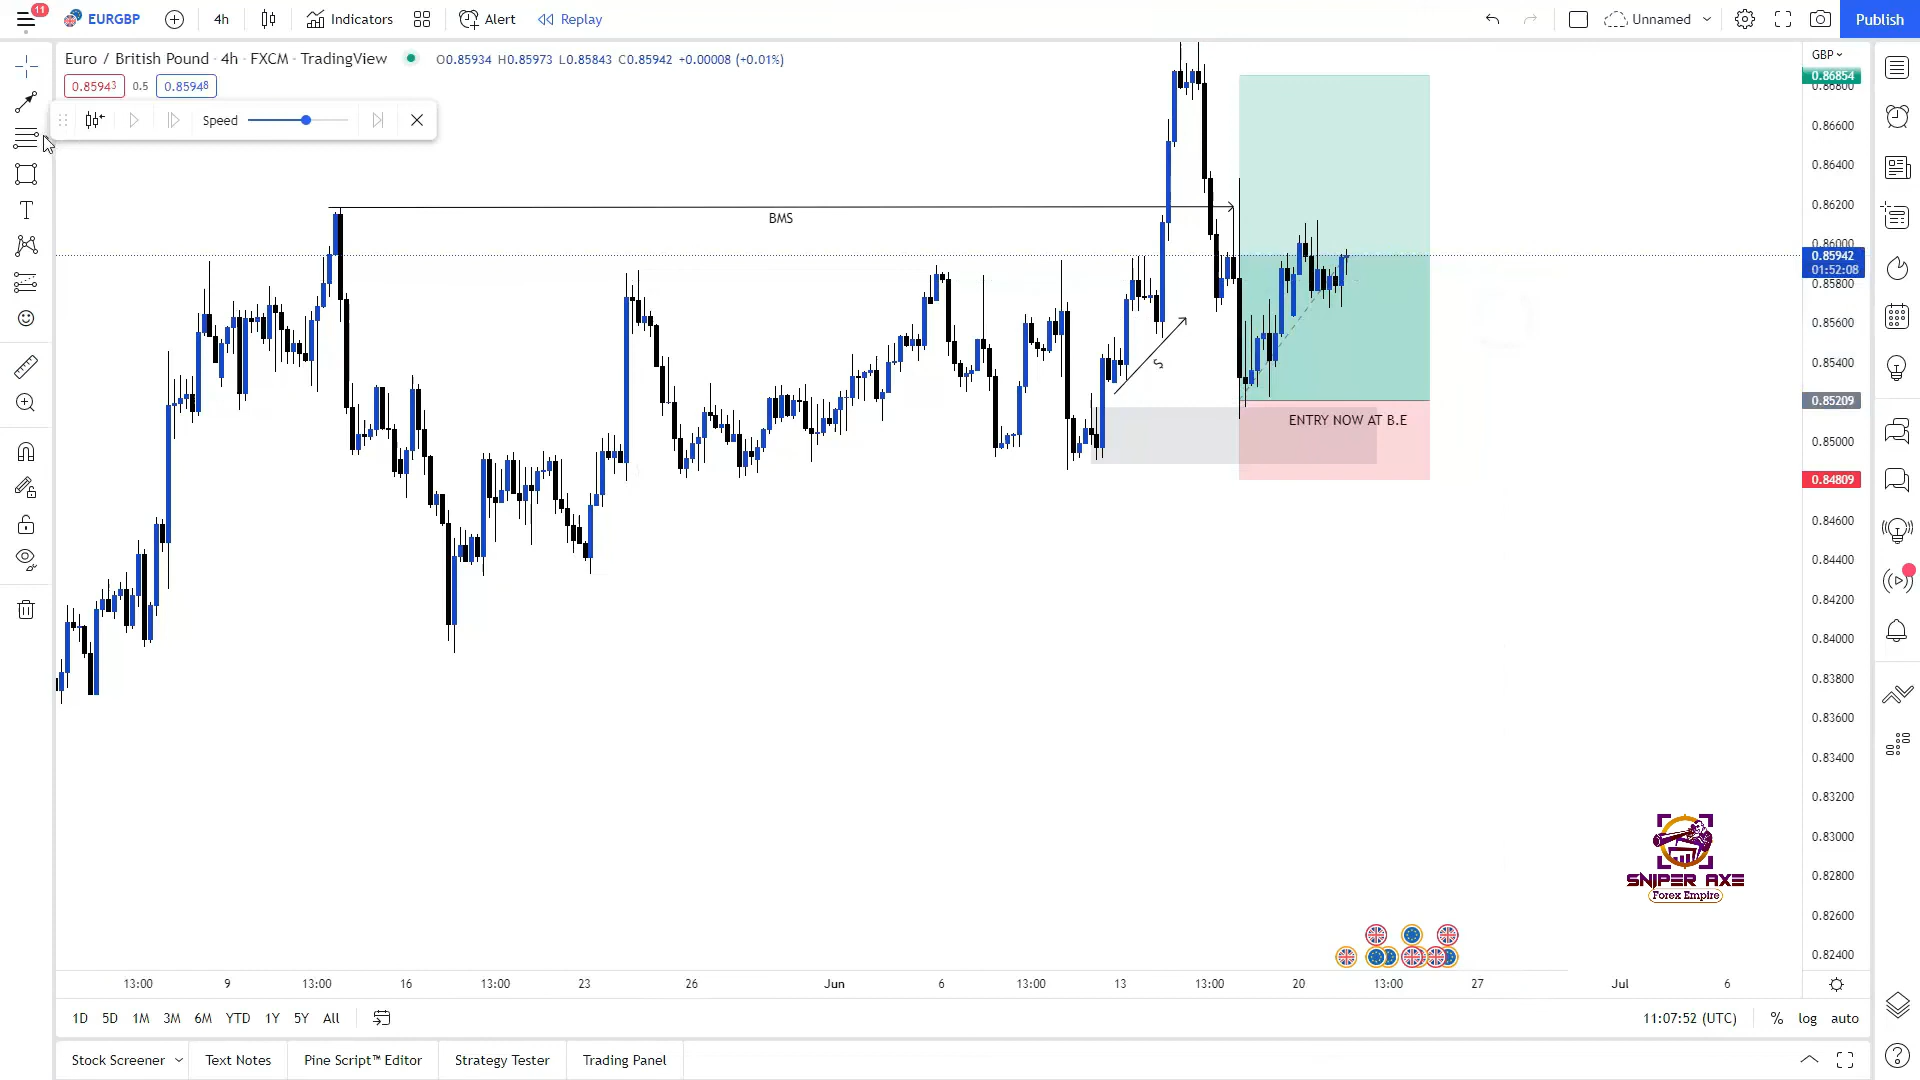 11
EURGBP
4h
Indicators
Alert
Replay
Unnamed
Publish
Euro / British Pound · 4h · FXCM · TradingView
O0.85934 H0.85973 L0.85843 C0.85942 +0.00008 (+0.01%)
0.85943 0.5 0.85948
Speed
GBP
0.86854
0.86800
0.86600
0.86400
0.86200
0.86000
0.85942
01:52:08
0.85800
0.85600
0.85400
0.85209
0.85000
0.84809
0.84600
0.84400
0.84200
0.84000
0.83800
0.83600
0.83400
0.83200
0.83000
0.82800
0.82600
0.82400
BMS
S
ENTRY NOW AT B.E
SNIPER AXE
Forex Empire
13:00 9 13:00 16 13:00 23 26 Jun 6 13:00 13 13:00 20 13:00 27 Jul 6
1D 5D 1M 3M 6M YTD 1Y 5Y All
11:07:52 (UTC) % log auto
Stock Screener Text Notes Pine Script™ Editor Strategy Tester Trading Panel